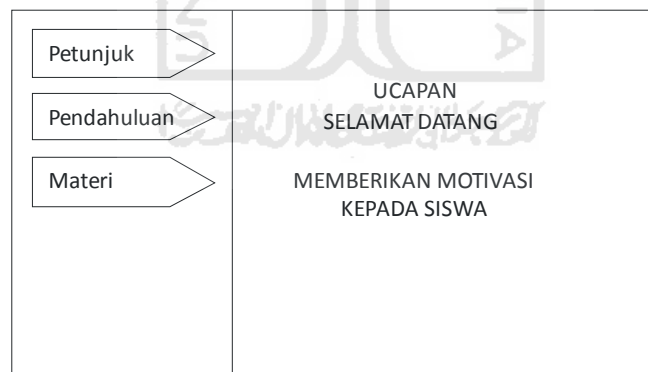 Petunjuk
Pendahuluan
Materi
UCAPAN
SELAMAT DATANG
MEMBERIKAN MOTIVASI
KEPADA SISWA